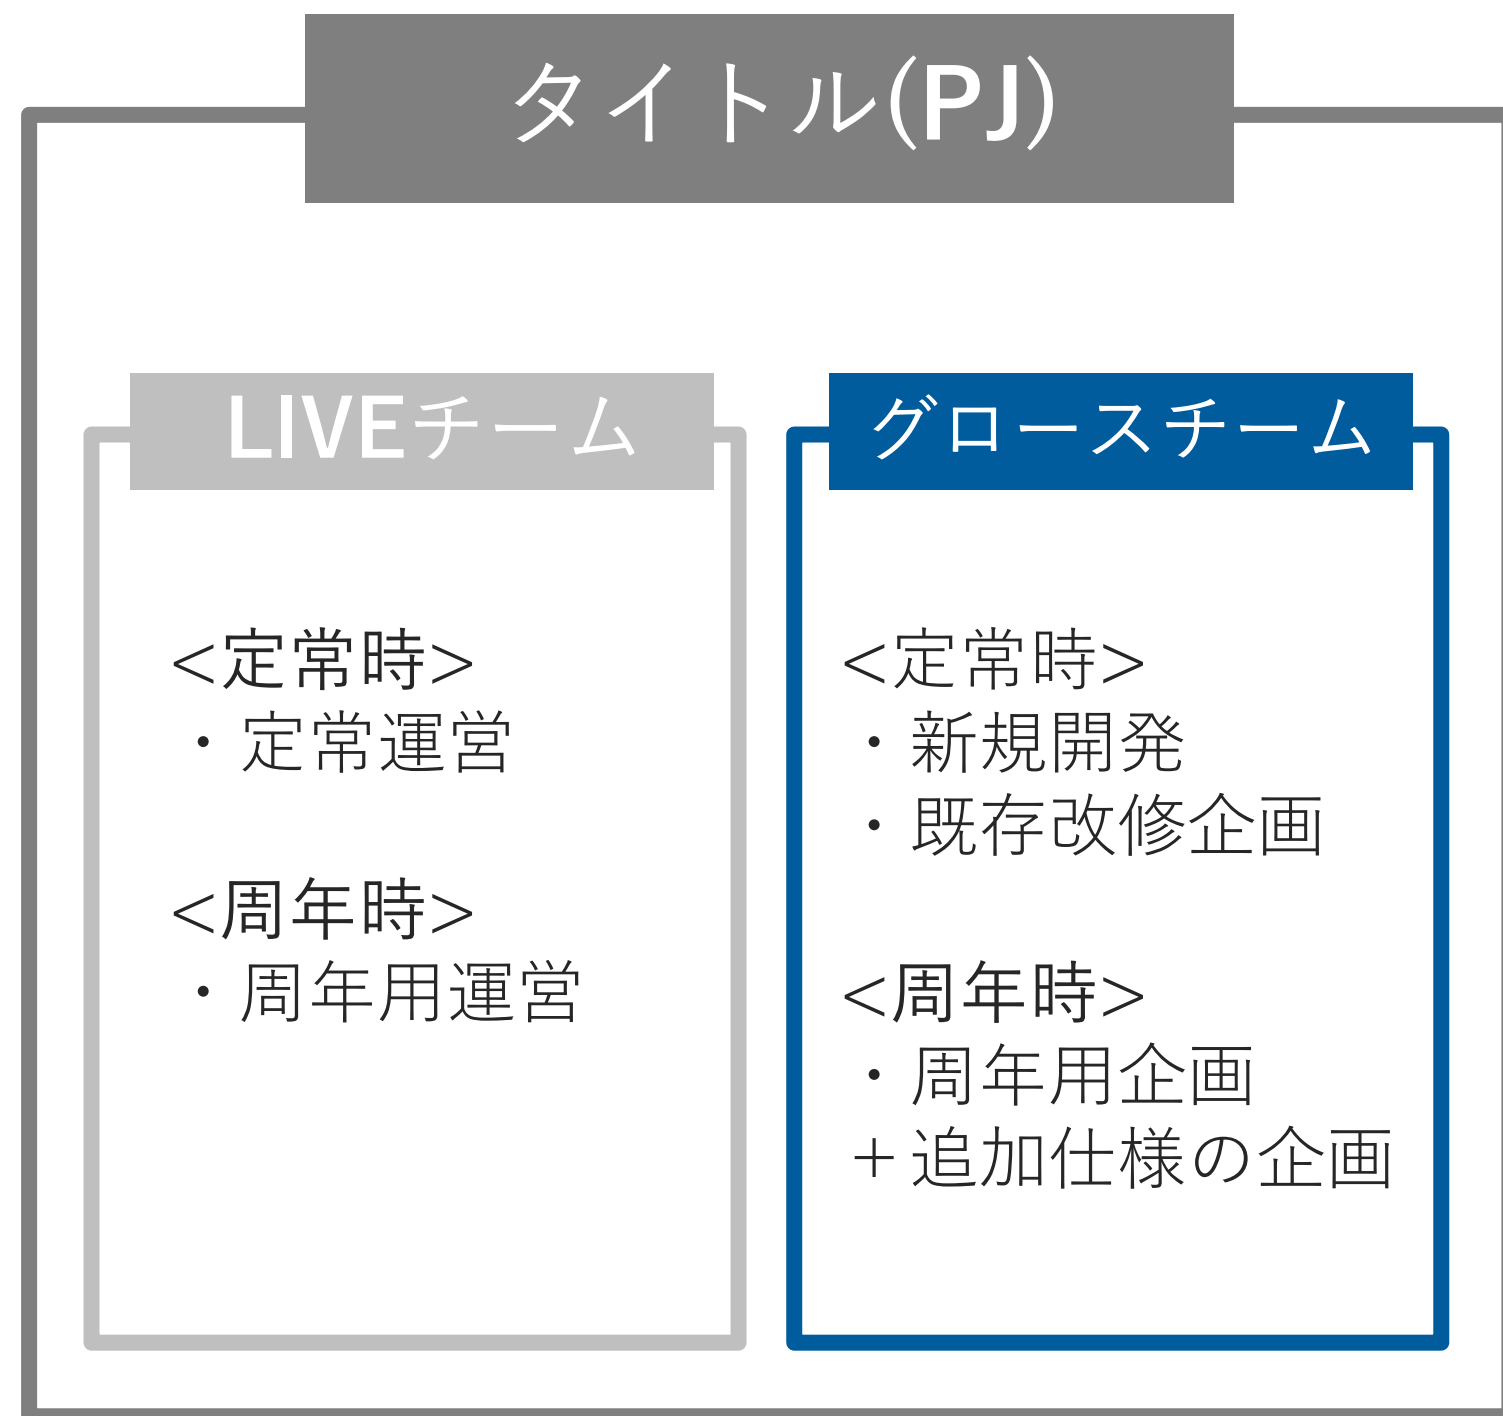 タイトル(PJ)
LIVEチーム
<定常時>
・定常運営
<周年時>
・周年用運営
グロースチーム
<定常時>
・新規開発
・既存改修企画
<周年時>
・周年用企画
＋追加仕様の企画